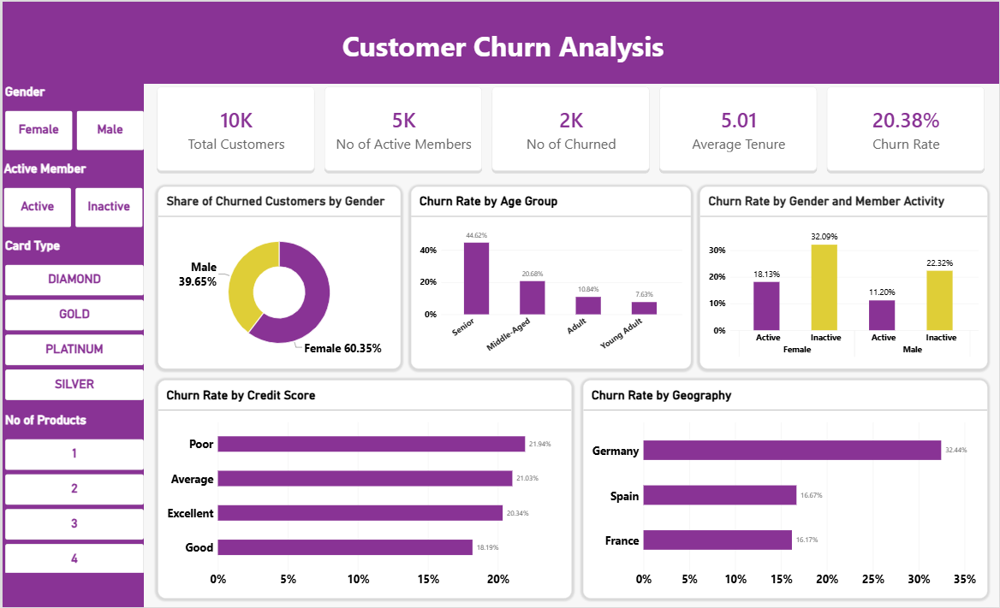 Customer Churn Analysis
Gender
Female Male
Active Member
Active Inactive
Card Type
DIAMOND
GOLD
PLATINUM
SILVER
No of Products
1
2
3
4
10K
Total Customers
5K
No of Active Members
2K
No of Churned
5.01
Average Tenure
20.38%
Churn Rate
Share of Churned Customers by Gender
Male
39.65%
Female 60.35%
Churn Rate by Age Group
40%
20%
0%
44.62%
20.68%
10.84%
7.63%
Senior
Middle-Aged
Adult
Young Adult
Churn Rate by Gender and Member Activity
30%
20%
10%
0%
18.13%
32.09%
11.20%
22.32%
Active Inactive Active Inactive
Female Male
Churn Rate by Credit Score
Poor 21.94%
Average 21.03%
Excellent 20.34%
Good 18.19%
0% 5% 10% 15% 20%
Churn Rate by Geography
Germany 32.44%
Spain 16.67%
France 16.17%
0% 5% 10% 15% 20% 25% 30% 35%